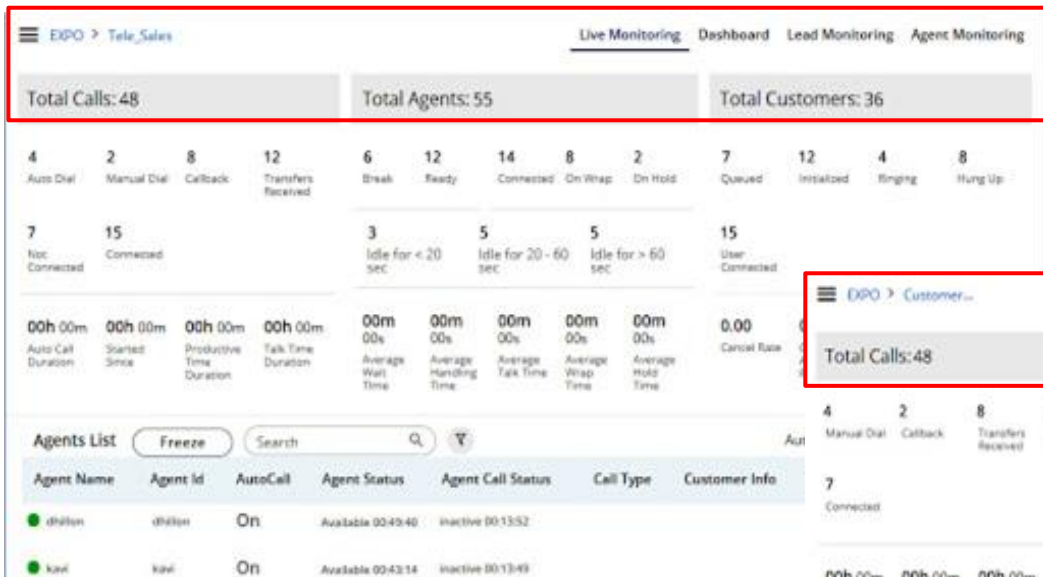 EXPO > Tele_Sales
Live Monitoring Dashboard Lead Monitoring Agent Monitoring
Total Calls: 48 Total Agents: 55 Total Customers: 36
4 2 8 12 6 12 14 8 2 7 12 4 8
Auto Dial Manual Dial Callback Transfers Received Break Ready Connected On Wrap On Hold Queued Initialized Ringing Hung Up
7 15 3 5 5 15
Not Connected Connected Idle for < 20 sec Idle for 20 - 60 sec Idle for > 60 sec User Connected
00h 00m 00h 00m 00h 00m 00h 00m 00m 00s 00m 00s 00m 00s 00m 00s 00m 00s 0.00
Auto Call Duration Started Since Productive Time Duration Talk Time Duration Average Wait Time Average Handling Time Average Talk Time Average Wrap Time Average Hold Time Cancel Rate
Agents List Freeze Search
Agent Name Agent Id AutoCall Agent Status Agent Call Status Call Type Customer Info
dhillon dhillon On Available 00:49:40 inactive 00:13:52
kavi kavi On Available 00:43:14 inactive 00:13:49
EXPO > Customer...
Total Calls:48
4 2 8
Manual Dial Callback Transfers Received
7
Connected
00h 00m 00h 00m 00h 00m